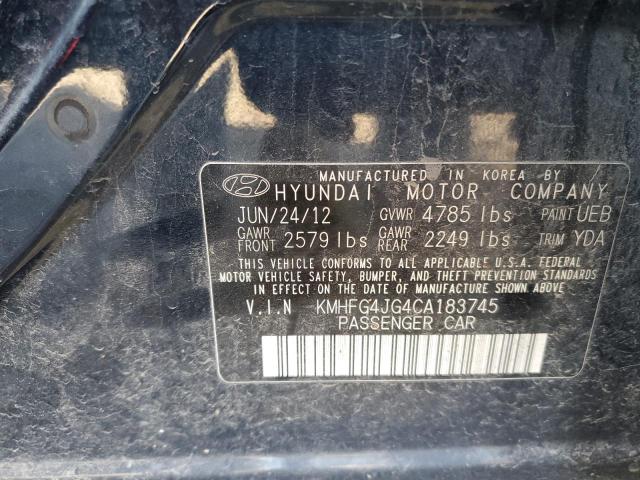 MANUFACTURED IN KOREA BY
HYUNDAI MOTOR COMPANY
JUN/24/12 GVWR 4785 lbs PAINT UEB
GAWR FRONT 2579 lbs GAWR REAR 2249 lbs TRIM YDA
THIS VEHICLE CONFORMS TO ALL APPLICABLE U.S.A. FEDERAL
MOTOR VEHICLE SAFETY, BUMPER, AND THEFT PREVENTION STANDARDS
IN EFFECT ON THE DATE OF MANUFACTURE SHOWN ABOVE
V.I.N KMHFG4JG4CA183745
PASSENGER CAR